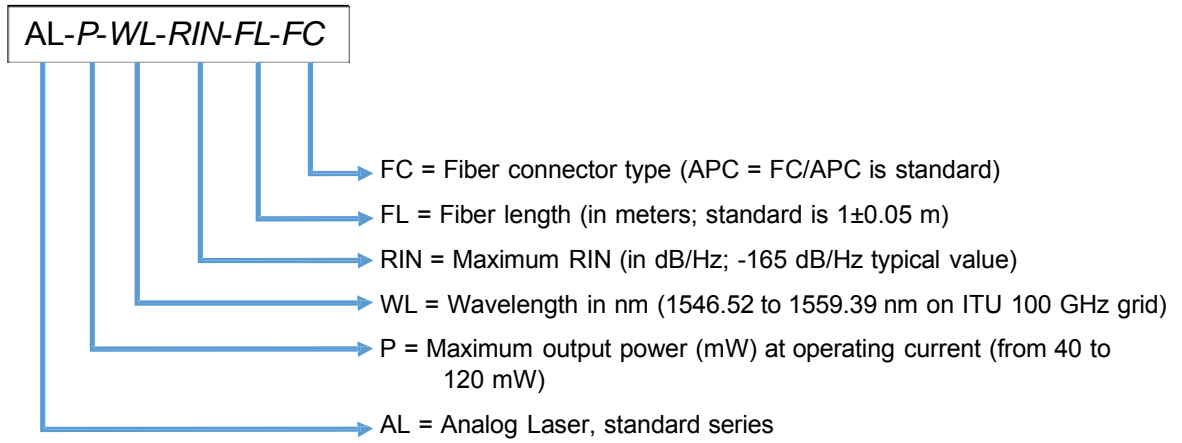 AL-P-WL-RIN-FL-FC
FC = Fiber connector type (APC = FC/APC is standard)
FL = Fiber length (in meters; standard is 1±0.05 m)
RIN = Maximum RIN (in dB/Hz; -165 dB/Hz typical value)
WL = Wavelength in nm (1546.52 to 1559.39 nm on ITU 100 GHz grid)
P = Maximum output power (mW) at operating current (from 40 to
120 mW)
AL = Analog Laser, standard series